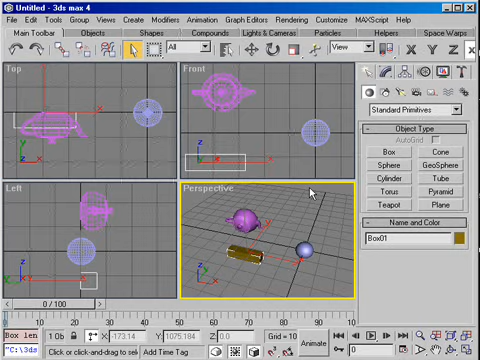 Untitled - 3ds max 4
File Edit Tools Group Views Create Modifiers Animation Graph Editors Rendering Customize MAXScript Help
Main Toolbar Objects Shapes Compounds Lights & Cameras Particles Helpers Space Warps
All View X Y Z
Top
Front
Left
Perspective
Standard Primitives
Object Type
AutoGrid
Box Cone
Sphere GeoSphere
Cylinder Tube
Torus Pyramid
Teapot Plane
Name and Color
Box01
0 / 100
0 10 20 30 40 50 60 70 80 90 100
Box len 1 Ob X: -173.14 Y: 1075.184 Z: 0.0 Grid = 10
"C:\3ds Click or click-and-drag to select Add Time Tag Animate 0